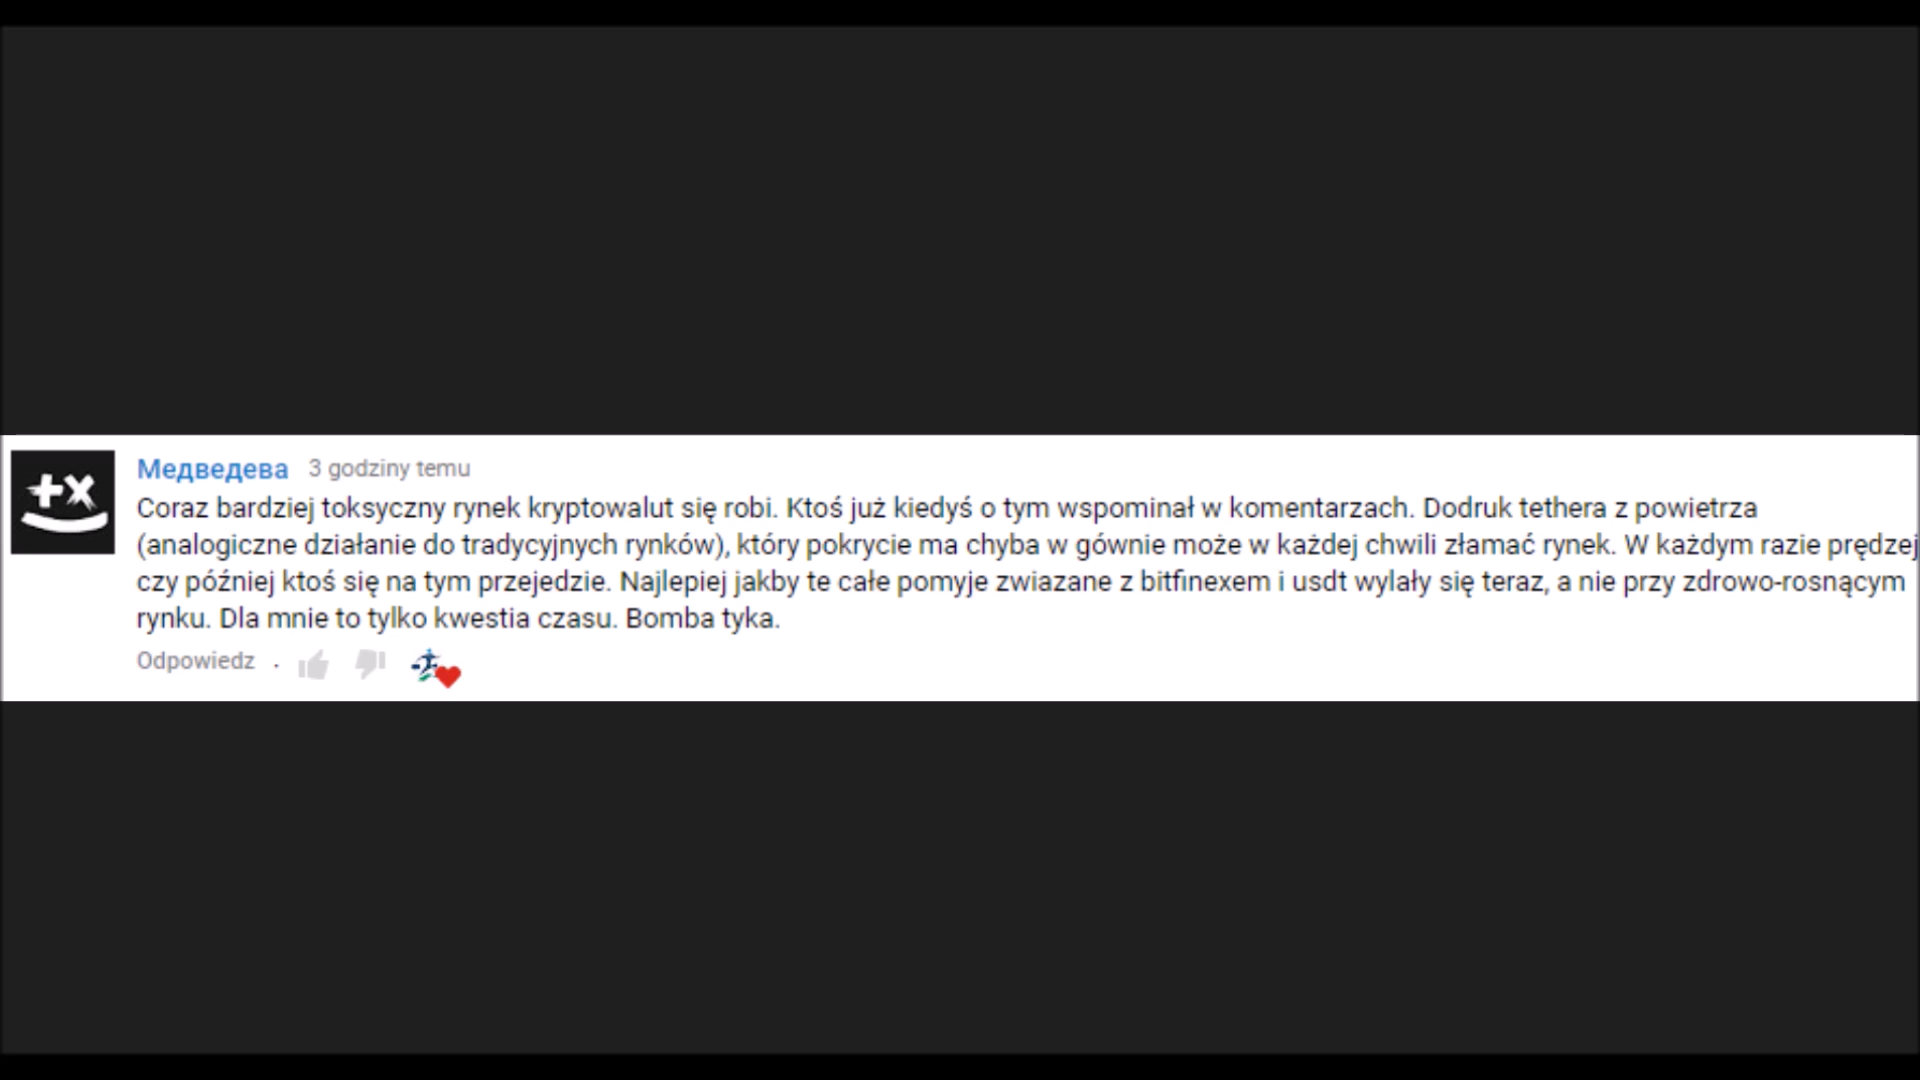 +x
Медведева 3 godziny temu
Coraz bardziej toksyczny rynek kryptowalut się robi. Ktoś już kiedyś o tym wspominał w komentarzach. Dodruk tethera z powietrza
(analogiczne działanie do tradycyjnych rynków), który pokrycie ma chyba w gównie może w każdej chwili złamać rynek. W każdym razie prędzej
czy później ktoś się na tym przejedzie. Najlepiej jakby te całe pomyje zwiazane z bitfinexem i usdt wylały się teraz, a nie przy zdrowo-rosnącym
rynku. Dla mnie to tylko kwestia czasu. Bomba tyka.
Odpowiedz ·